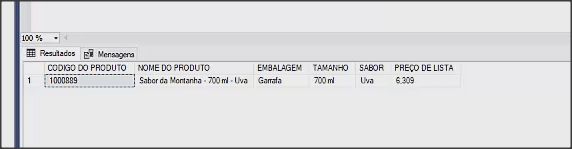 100 %
Resultados Mensagens
CODIGO DO PRODUTO NOME DO PRODUTO EMBALAGEM TAMANHO SABOR PREÇO DE LISTA
1 1000889 Sabor da Montanha - 700 ml - Uva Garrafa 700 ml Uva 6,309